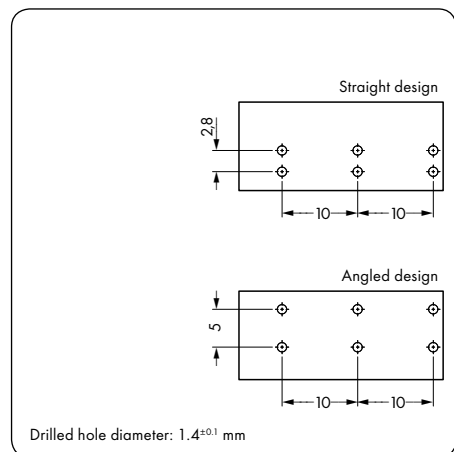 Straight design
2,8
10 10
Angled design
5
10 10
Drilled hole diameter: 1.4±0.1 mm